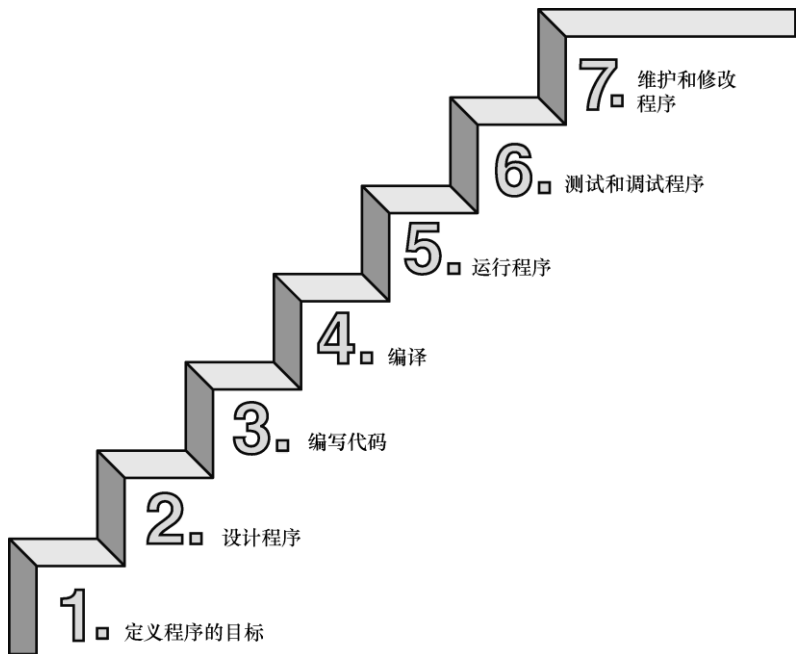 7. 维护和修改
程序
6. 测试和调试程序
5. 运行程序
4. 编译
3. 编写代码
2. 设计程序
1. 定义程序的目标